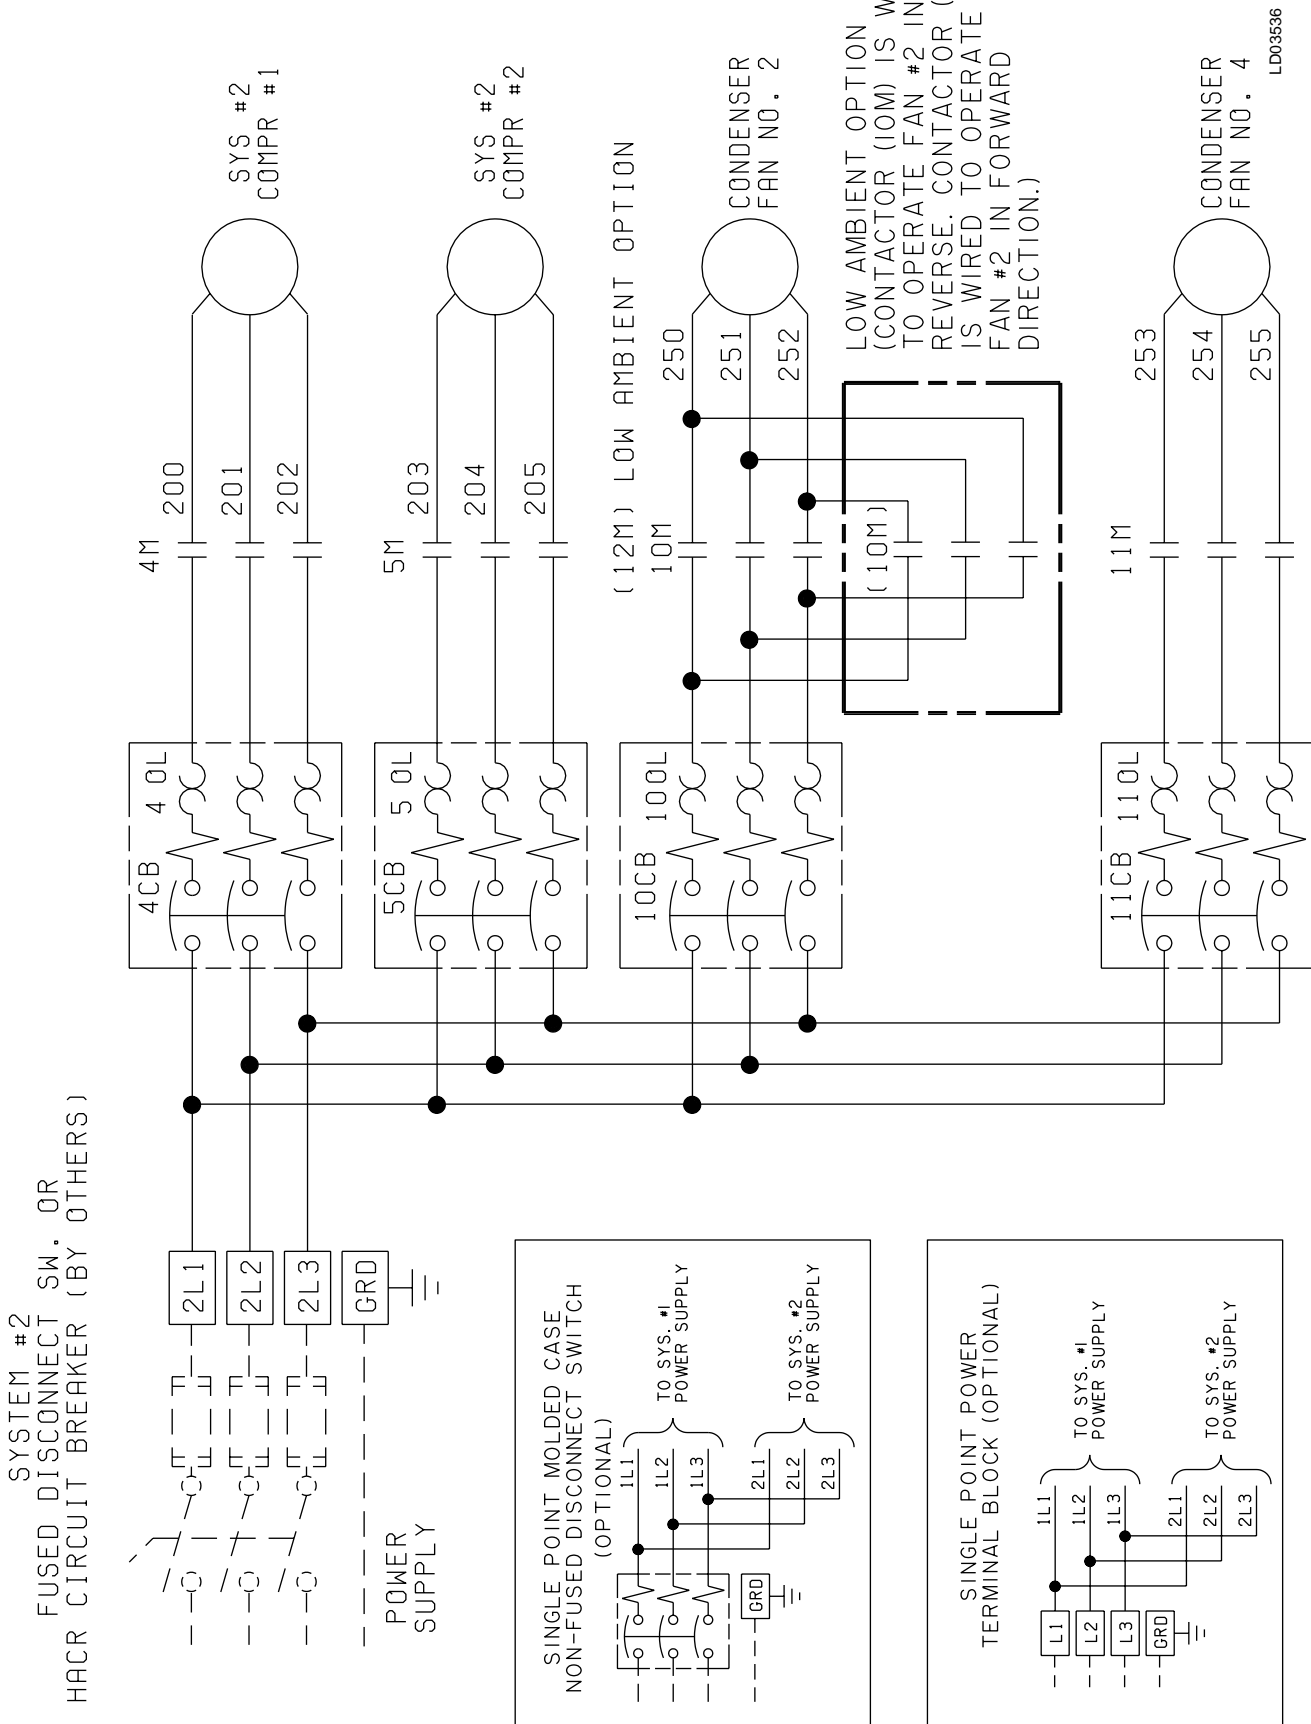 SYSTEM #2
FUSED DISCONNECT SW. OR
HACR CIRCUIT BREAKER (BY OTHERS)
POWER
SUPPLY
2L1
2L2
2L3
GRD
4CB
4 OL
4M
200
201
202
SYS #2
COMPR #1
5CB
5 OL
5M
203
204
205
SYS #2
COMPR #2
(12M) LOW AMBIENT OPTION
10CB
10OL
10M
250
251
252
CONDENSER
FAN NO. 2
(10M)
LOW AMBIENT OPTION
(CONTACTOR (IOM) IS
TO OPERATE FAN #2 IN
REVERSE. CONTACTOR (
IS WIRED TO OPERATE
FAN #2 IN FORWARD
DIRECTION.)
11CB
11OL
11M
253
254
255
CONDENSER
FAN NO. 4
LD03536
SINGLE POINT MOLDED CASE
NON-FUSED DISCONNECT SWITCH
(OPTIONAL)
1L1
1L2
1L3
TO SYS. #1
POWER SUPPLY
2L1
2L2
2L3
TO SYS. #2
POWER SUPPLY
GRD
SINGLE POINT POWER
TERMINAL BLOCK (OPTIONAL)
L1
L2
L3
GRD
1L1
1L2
1L3
TO SYS. #1
POWER SUPPLY
2L1
2L2
2L3
TO SYS. #2
POWER SUPPLY